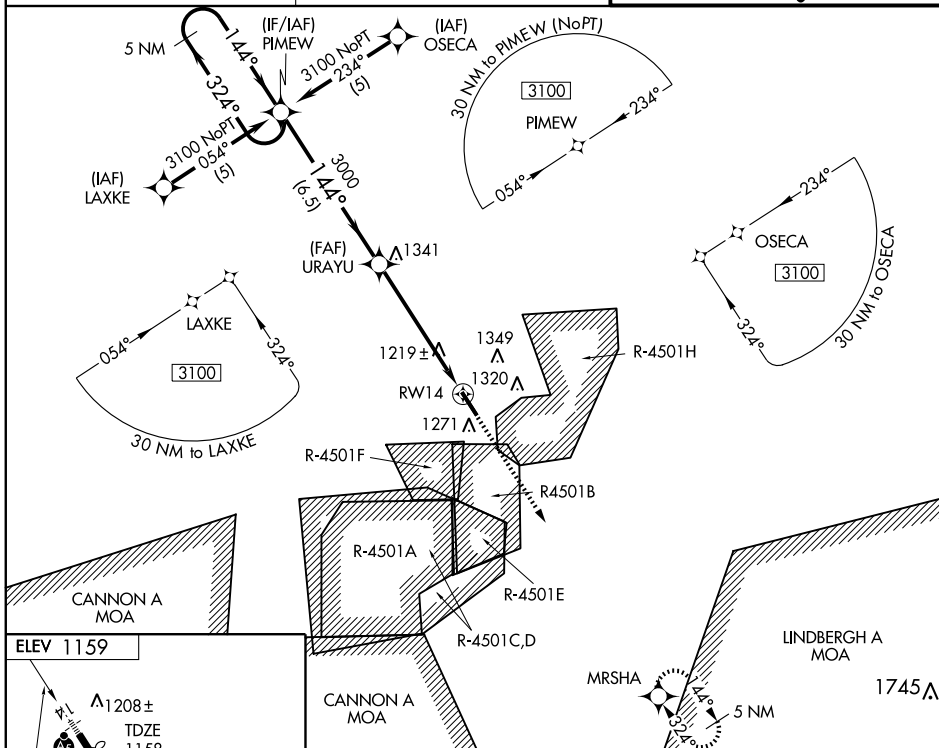 5 NM
144°
324°
(IF/IAF)
PIMEW
(IAF)
OSECA
3100 NoPT
234°
(5)
3100 NoPT
054°
(5)
(IAF)
LAXKE
3000
144°
(6.5)
(FAF)
URAYU
1341
30 NM to PIMEW (NoPT)
3100
PIMEW
234°
054°
234°
OSECA
3100
324°
30 NM to OSECA
054°
LAXKE
3100
324°
30 NM to LAXKE
1219±
1349
1320
RW14
1271
R-4501H
R-4501F
R4501B
R-4501A
R-4501E
R-4501C,D
CANNON A
MOA
CANNON A
MOA
LINDBERGH A
MOA
1745
MRSHA
144°
324°
5 NM
ELEV 1159
1208±
TDZE
1158
14